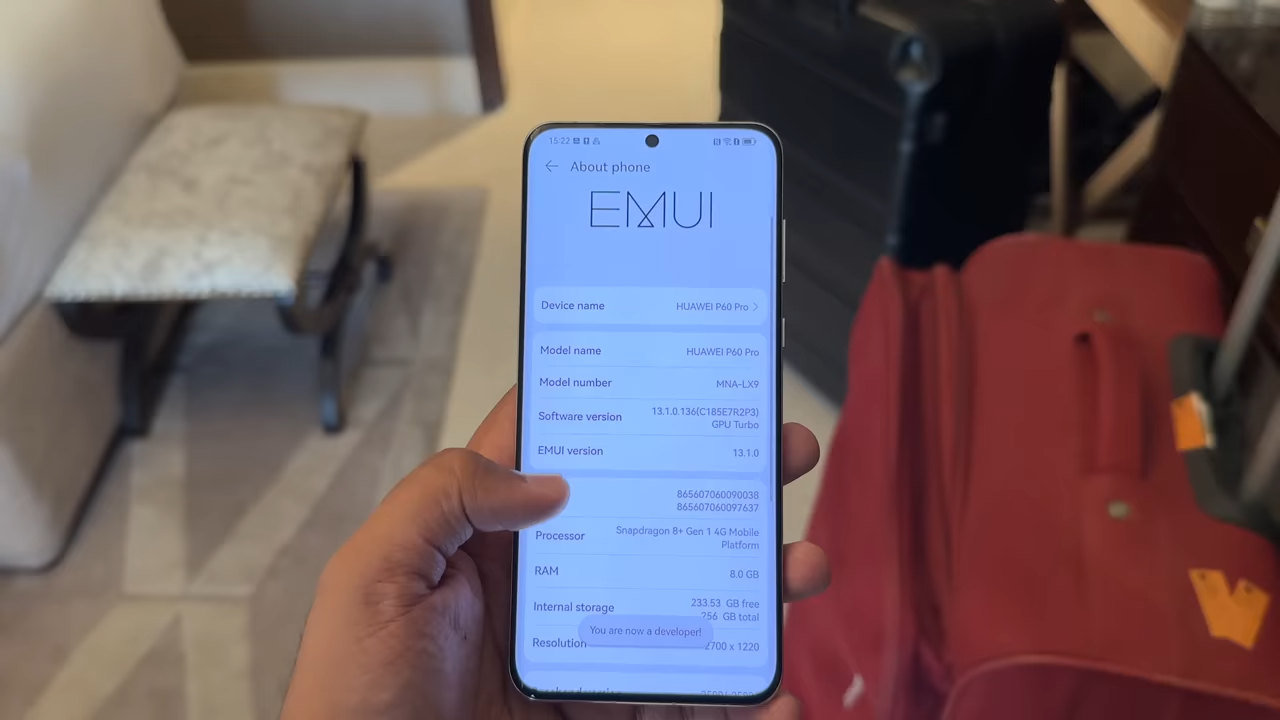 15:22
About phone
EMUI
Device name HUAWEI P60 Pro
Model name HUAWEI P60 Pro
Model number MNA-LX9
Software version 13.1.0.136(C185E7R2P3)
GPU Turbo
EMUI version 13.1.0
865607060090038
865607060097637
Processor Snapdragon 8+ Gen 1 4G Mobile
Platform
RAM 8.0 GB
Internal storage 233.53 GB free
256 GB total
You are now a developer!
Resolution 2700 x 1220